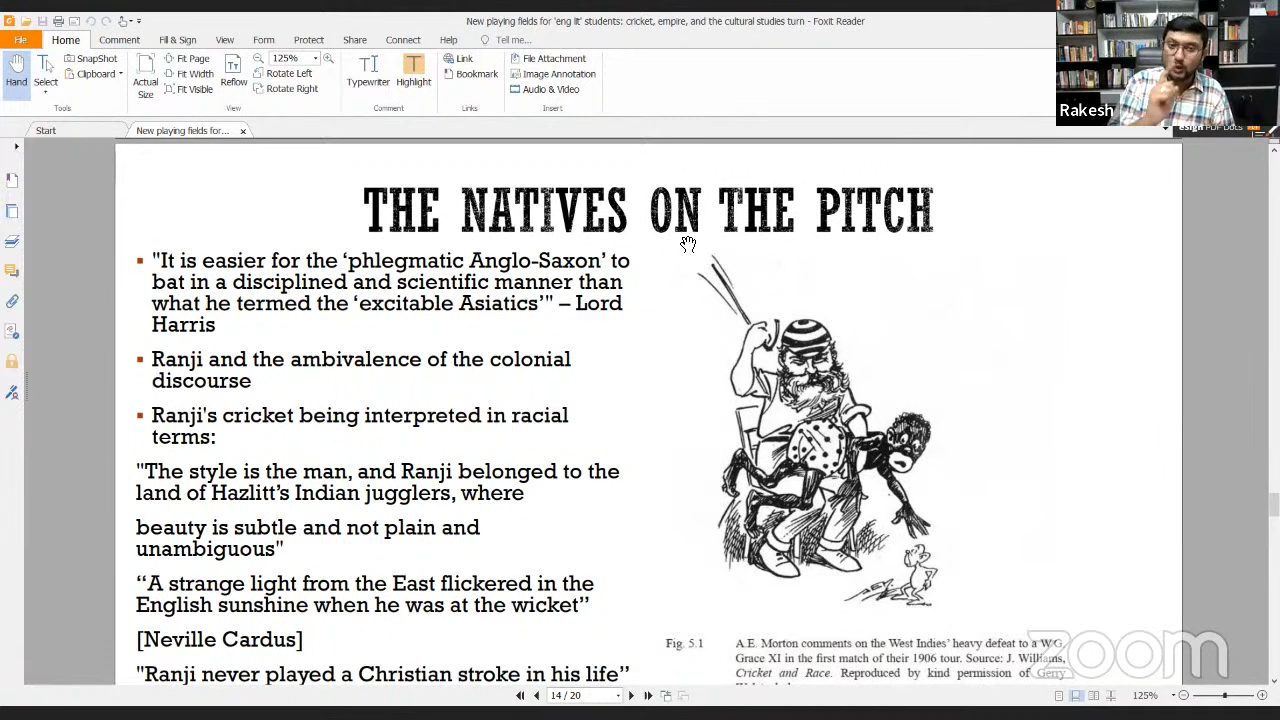 New playing fields for 'eng lit' students: cricket, empire, and the cultural studies turn - Foxit Reader
File Home Comment Fill & Sign View Form Protect Share Connect Help Tell me...
Hand
Select
SnapShot
Clipboard
Tools
Actual Size
Fit Page
Fit Width
Fit Visible
Reflow
125%
Rotate Left
Rotate Right
View
Typewriter
Highlight
Comment
Link
Bookmark
Links
File Attachment
Image Annotation
Audio & Video
Insert
Rakesh
Start
New playing fields for...
PDF Docs
THE NATIVES ON THE PITCH
"It is easier for the ‘phlegmatic Anglo-Saxon’ to
bat in a disciplined and scientific manner than
what he termed the ‘excitable Asiatics’" – Lord
Harris
Ranji and the ambivalence of the colonial
discourse
Ranji's cricket being interpreted in racial
terms:
"The style is the man, and Ranji belonged to the
land of Hazlitt’s Indian jugglers, where
beauty is subtle and not plain and
unambiguous"
“A strange light from the East flickered in the
English sunshine when he was at the wicket”
[Neville Cardus]
"Ranji never played a Christian stroke in his life”
Fig. 5.1 A.E. Morton comments on the West Indies’ heavy defeat to a W.G.
Grace XI in the first match of their 1906 tour. Source: J. Williams,
Cricket and Race. Reproduced by kind permission of Gerry
zoom
14 / 20
125%